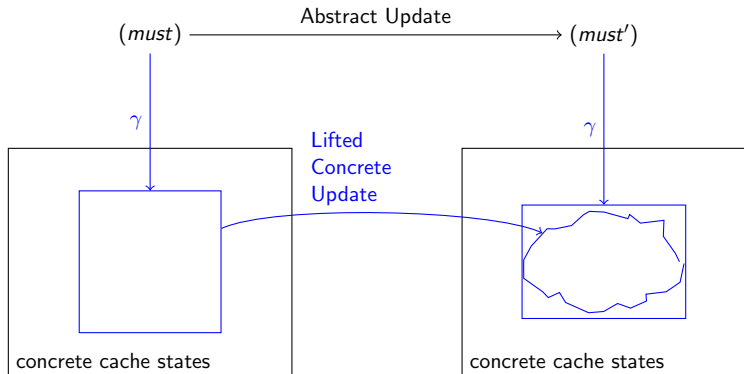 Abstract Update
(must)
(must′)
γ
γ
Lifted
Concrete
Update
concrete cache states
concrete cache states